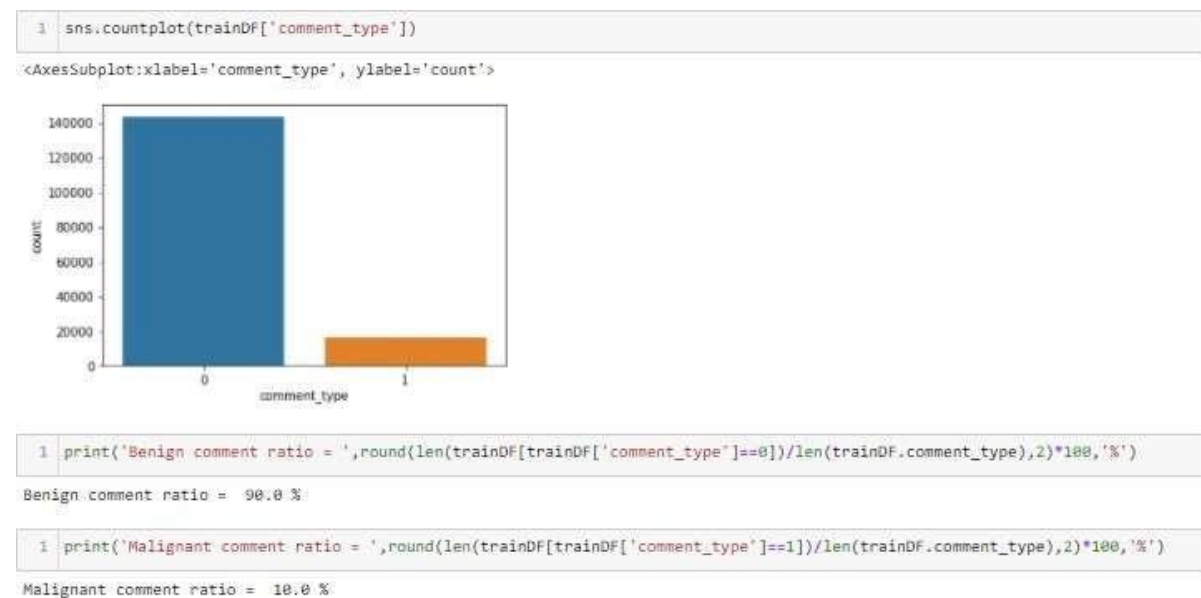 1 sns.countplot(trainDF['comment_type'])
<AxesSubplot:xlabel='comment_type', ylabel='count'>
140000
120000
100000
80000
60000
40000
20000
0
count
0 1
comment_type
1 print('Benign comment ratio = ',round(len(trainDF[trainDF['comment_type']==0])/len(trainDF.comment_type),2)*100,'%')
Benign comment ratio =  90.0 %
1 print('Malignant comment ratio = ',round(len(trainDF[trainDF['comment_type']==1])/len(trainDF.comment_type),2)*100,'%')
Malignant comment ratio =  10.0 %